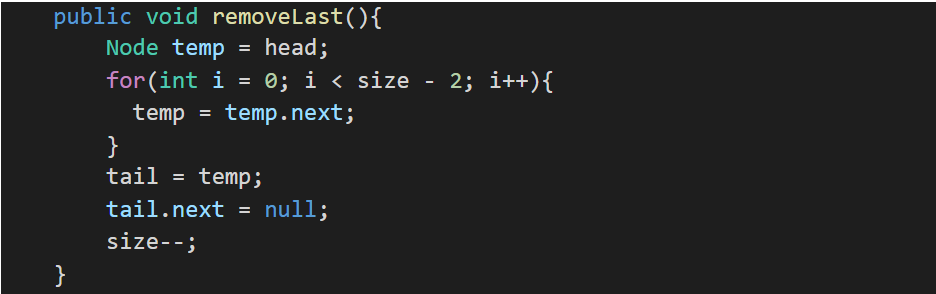 public void removeLast(){
Node temp = head;
for(int i = 0; i < size - 2; i++){
temp = temp.next;
}
tail = temp;
tail.next = null;
size--;
}